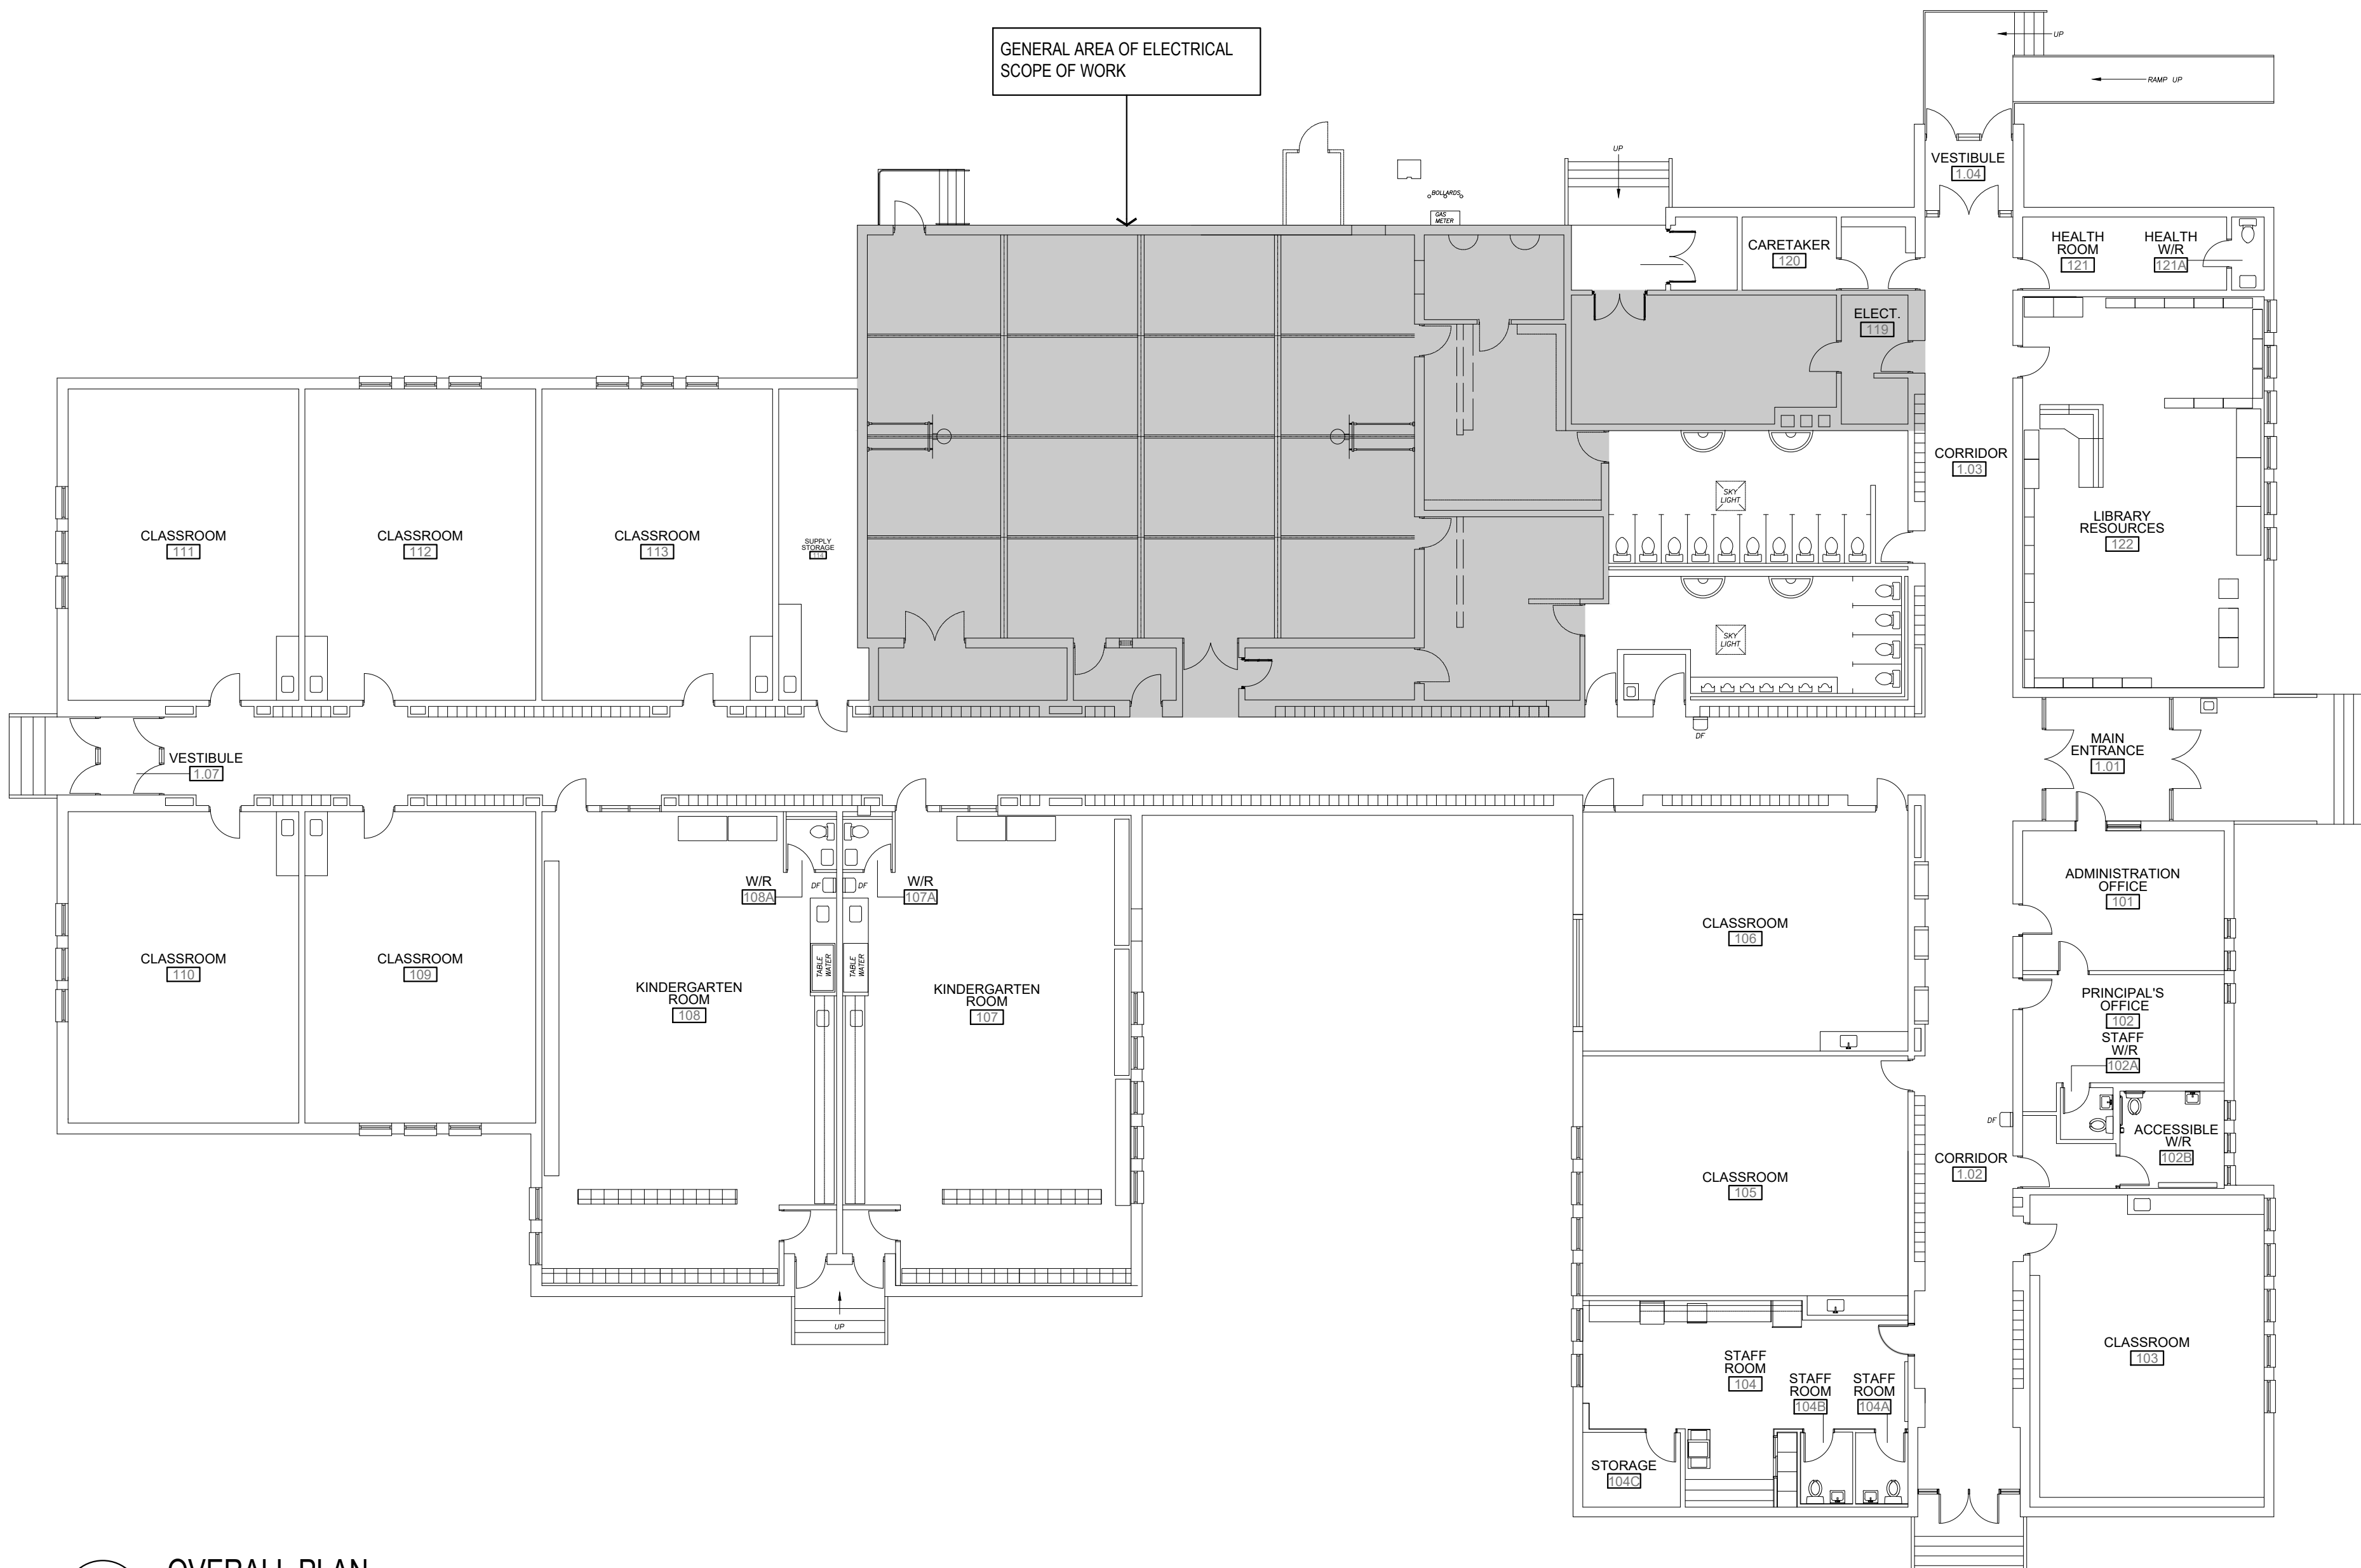 GENERAL AREA OF ELECTRICAL
SCOPE OF WORK
UP
RAMP UP
UP
BOLLARDS
GAS
METER
VESTIBULE
1.04
CARETAKER
120
HEALTH
ROOM
121
HEALTH
W/R
121A
ELECT.
119
CORRIDOR
1.03
SKY
LIGHT
LIBRARY
RESOURCES
122
CLASSROOM
111
CLASSROOM
112
CLASSROOM
113
SUPPLY
STORAGE
114
SKY
LIGHT
DF
VESTIBULE
1.07
MAIN
ENTRANCE
1.01
W/R
108A
DF
DF
W/R
107A
ADMINISTRATION
OFFICE
101
CLASSROOM
106
CLASSROOM
110
CLASSROOM
109
TABLE
WATER
TABLE
WATER
KINDERGARTEN
ROOM
108
KINDERGARTEN
ROOM
107
PRINCIPAL'S
OFFICE
102
STAFF
W/R
102A
DF
ACCESSIBLE
W/R
102B
CORRIDOR
1.02
CLASSROOM
105
UP
CLASSROOM
103
STAFF
ROOM
104
STAFF
ROOM
104B
STAFF
ROOM
104A
STORAGE
104C
OVERALL PLAN